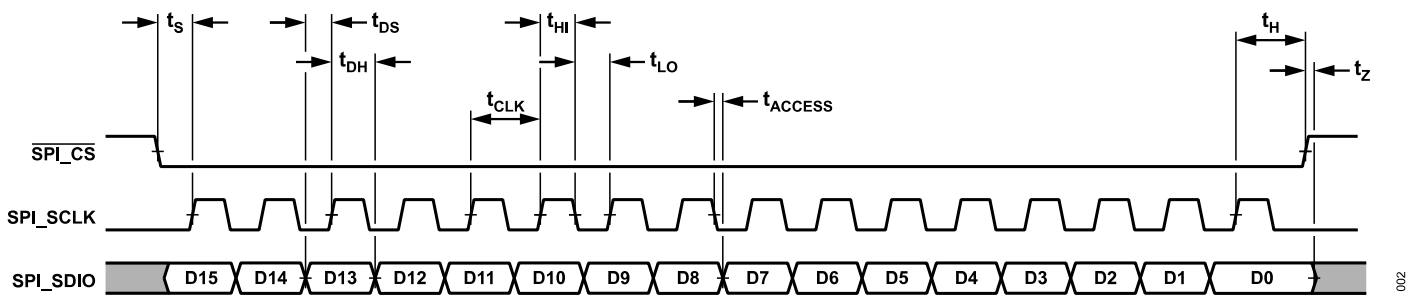 tS
tDS
tHI
tH
tDH
tLO
tZ
tCLK
tACCESS
SPI_CS
SPI_SCLK
SPI_SDIO
D15 D14 D13 D12 D11 D10 D9 D8 D7 D6 D5 D4 D3 D2 D1 D0
002